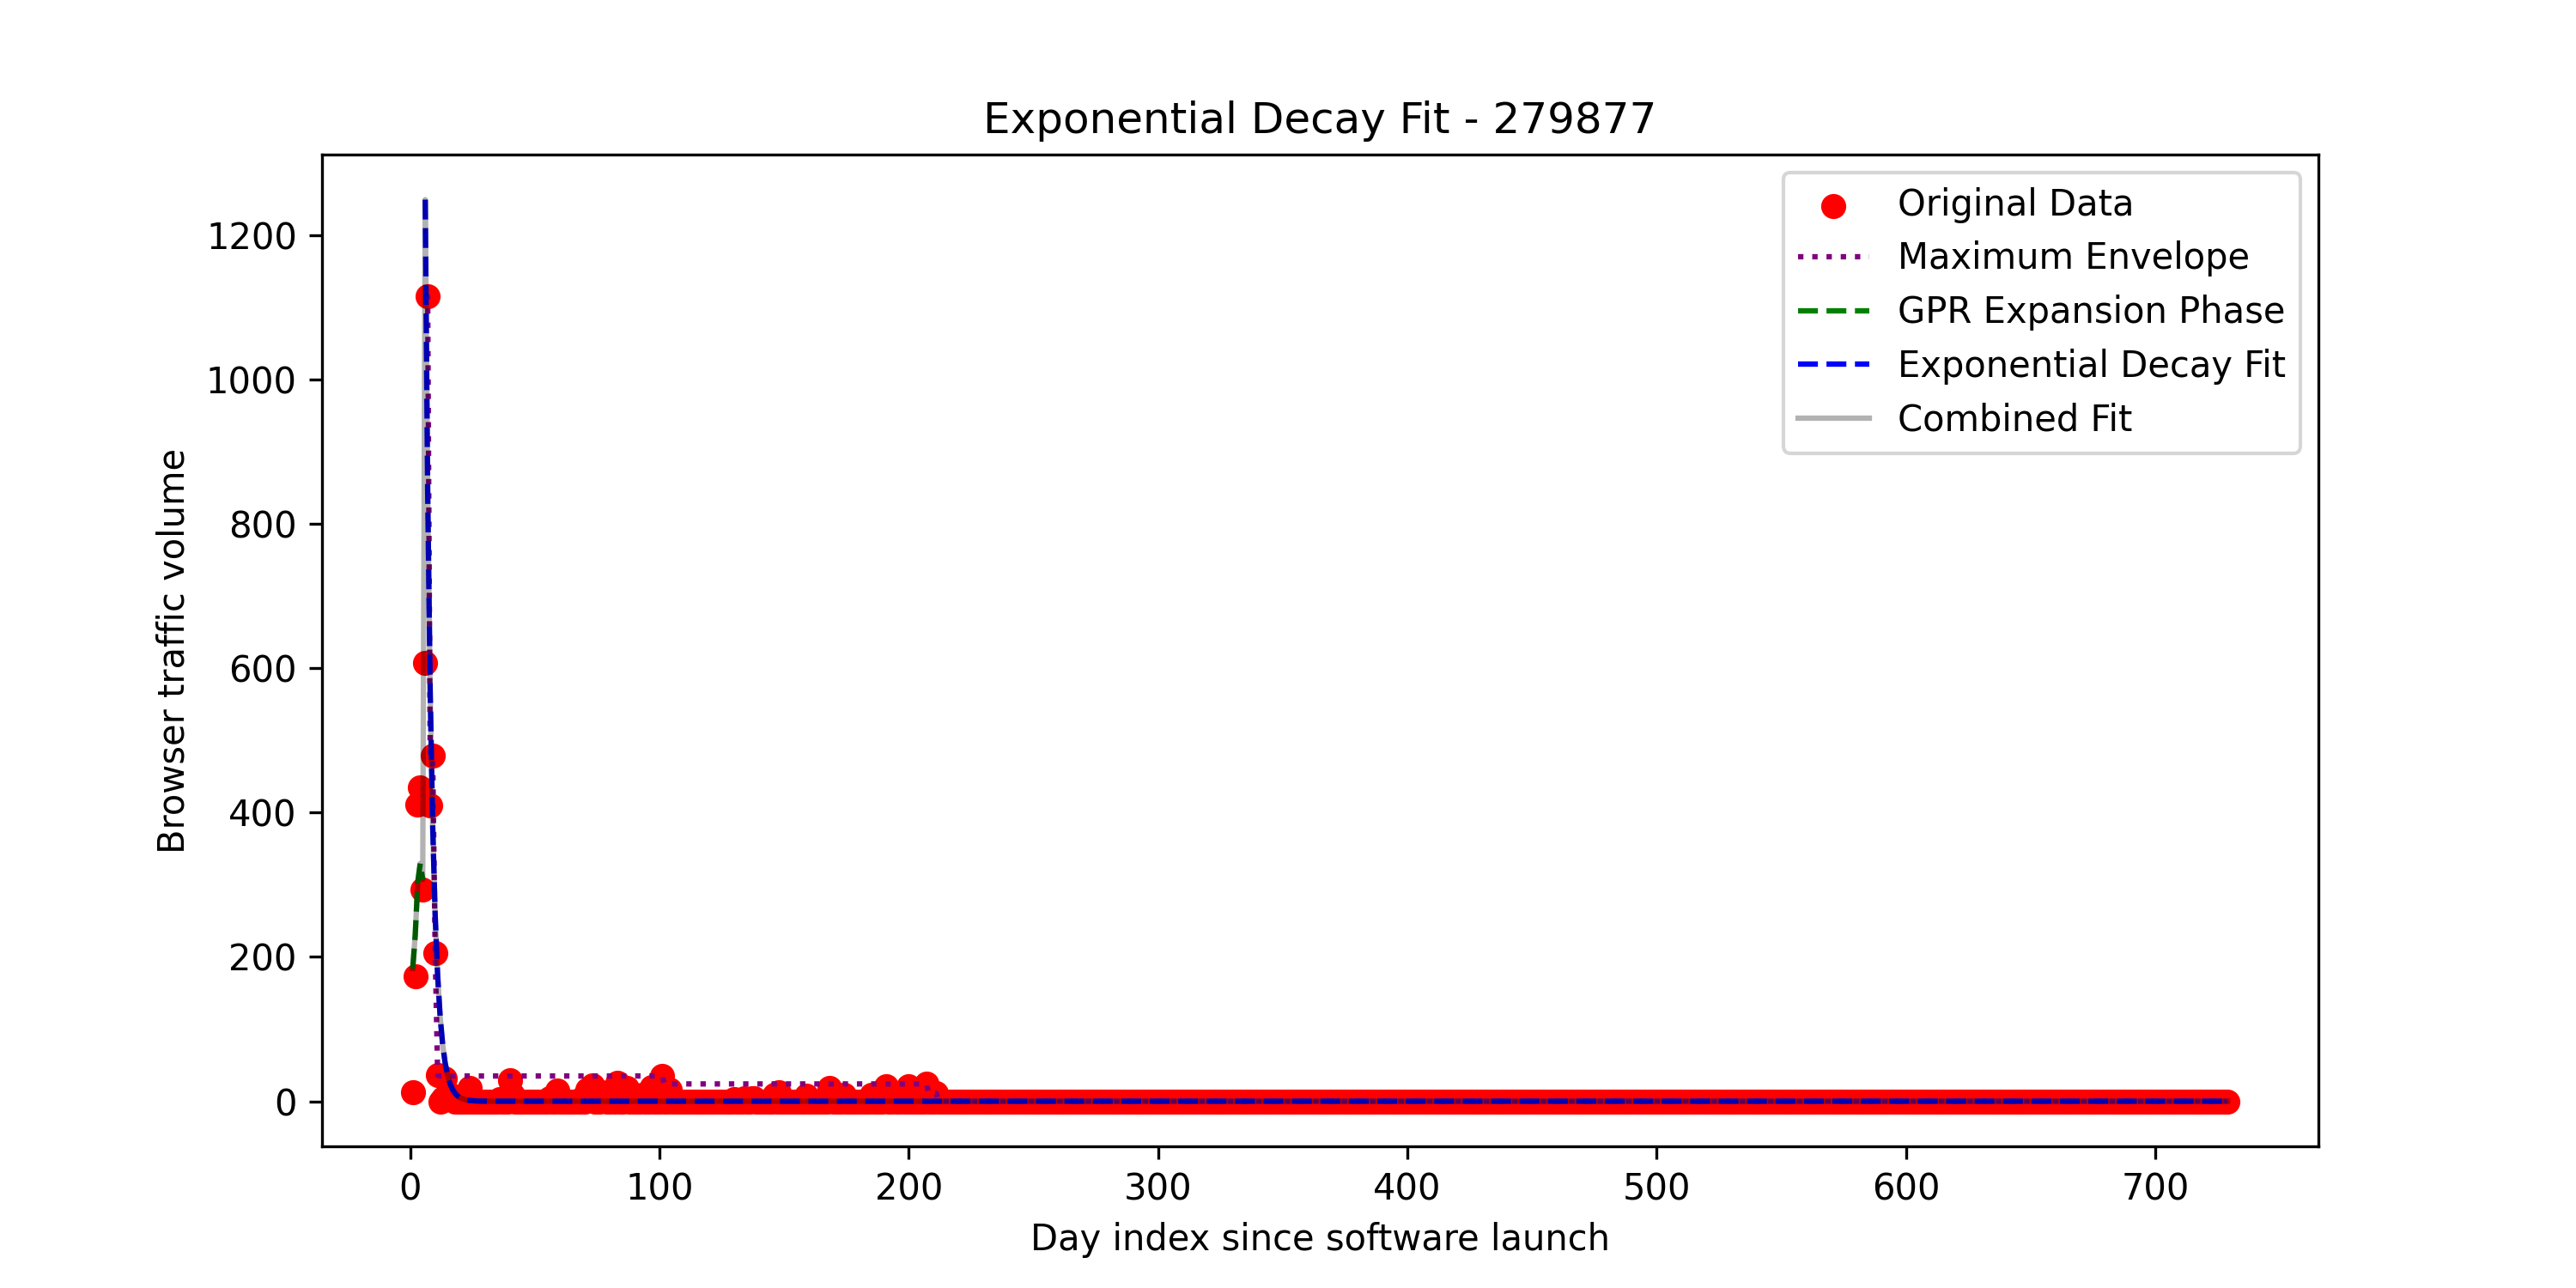 Exponential Decay Fit - 279877
Original Data
Maximum Envelope
GPR Expansion Phase
Exponential Decay Fit
Combined Fit
Browser traffic volume
1200
1000
800
600
400
200
0
0 100 200 300 400 500 600 700
Day index since software launch